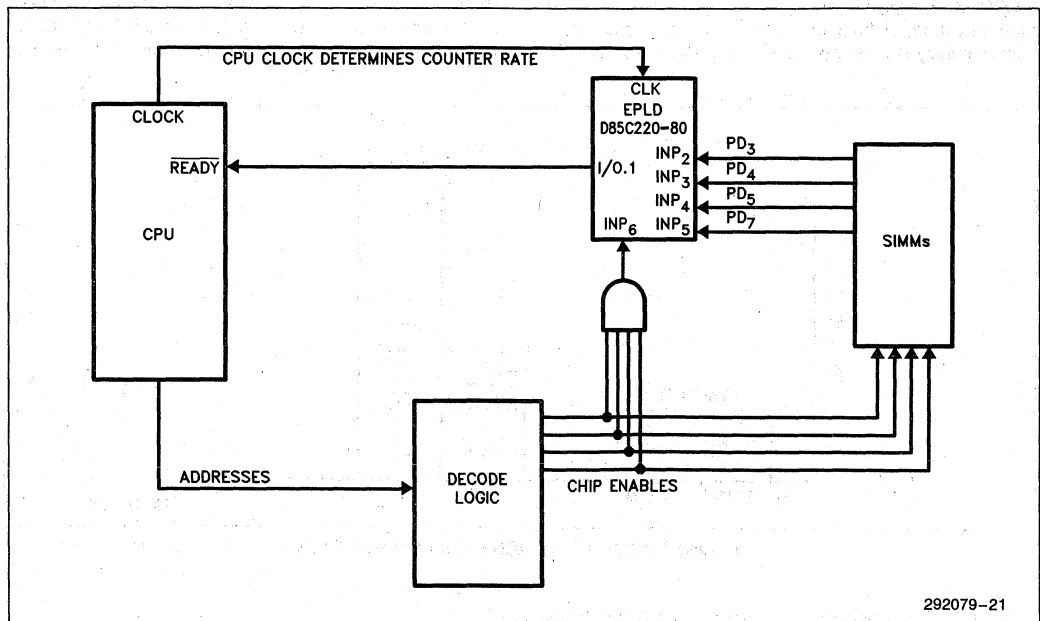 CPU CLOCK DETERMINES COUNTER RATE
CLOCK
READY
CPU
CLK
EPLD
D85C220-80
I/O.1
INP2
INP3
INP4
INP5
INP6
PD3
PD4
PD5
PD7
SIMMs
ADDRESSES
DECODE
LOGIC
CHIP ENABLES
292079-21